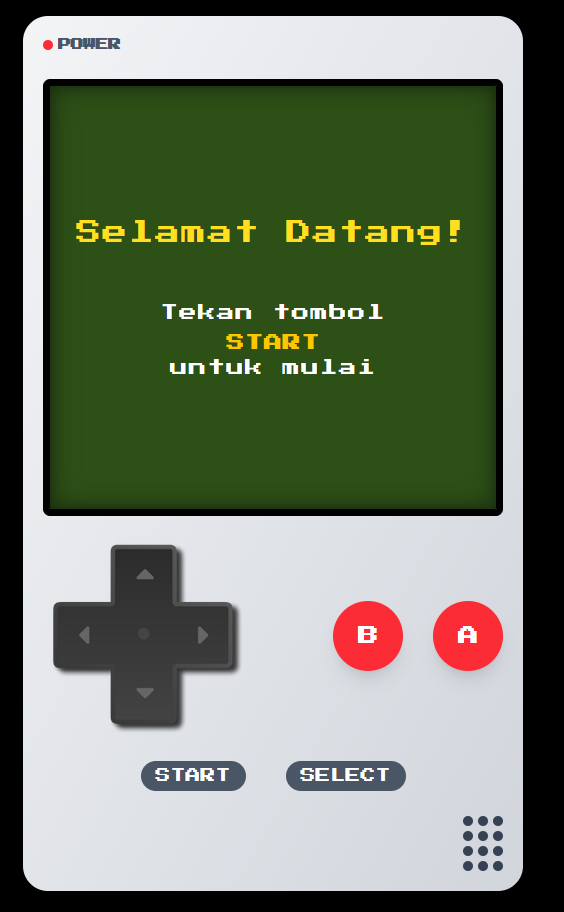 POWER
Selamat Datang!
Tekan tombol
START
untuk mulai
B
A
START
SELECT